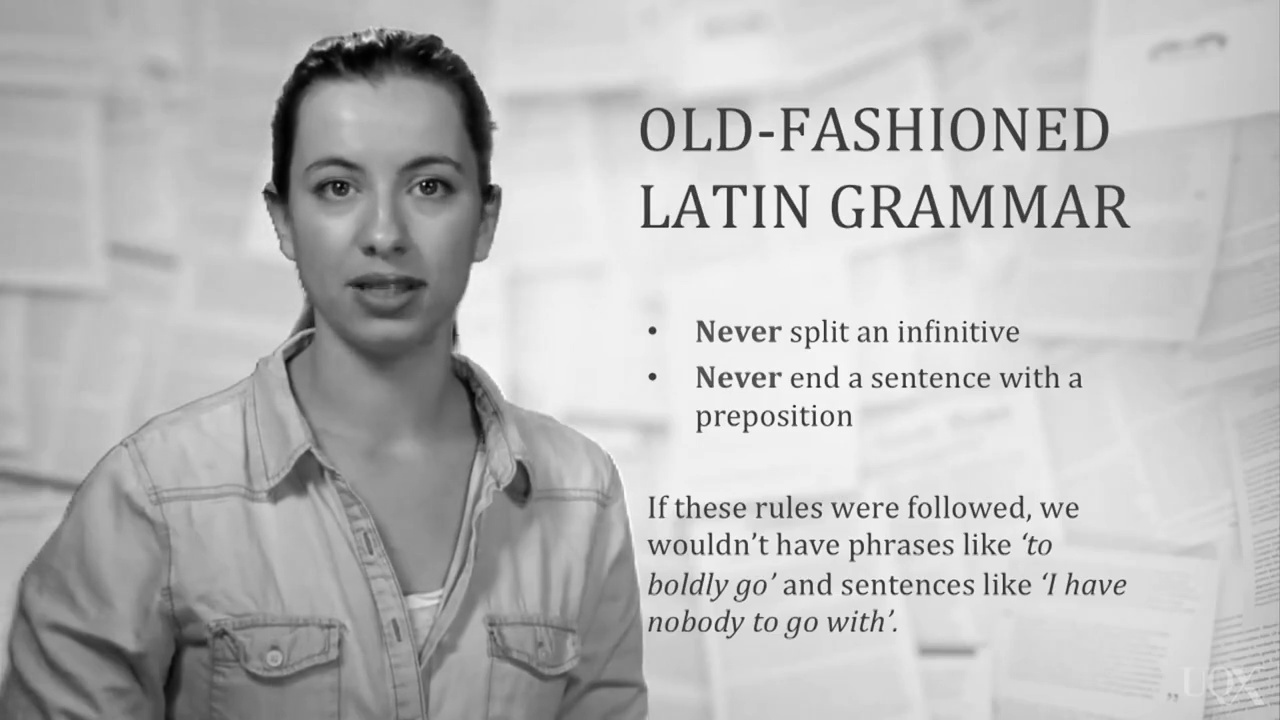 OLD-FASHIONED
LATIN GRAMMAR
• Never split an infinitive
• Never end a sentence with a
preposition
If these rules were followed, we
wouldn’t have phrases like ‘to
boldly go’ and sentences like ‘I have
nobody to go with’.
UQX